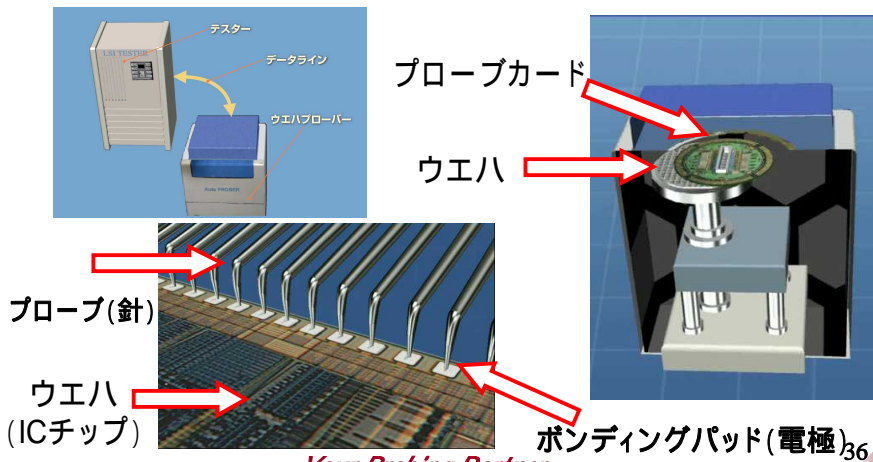 テスター
LSI TESTER
データライン
ウエハプローバー
Auto PROBER
プローブカード
ウエハ
プローブ(針)
ウエハ
(ICチップ)
ボンディングパッド(電極)
Your Probing Partner
36